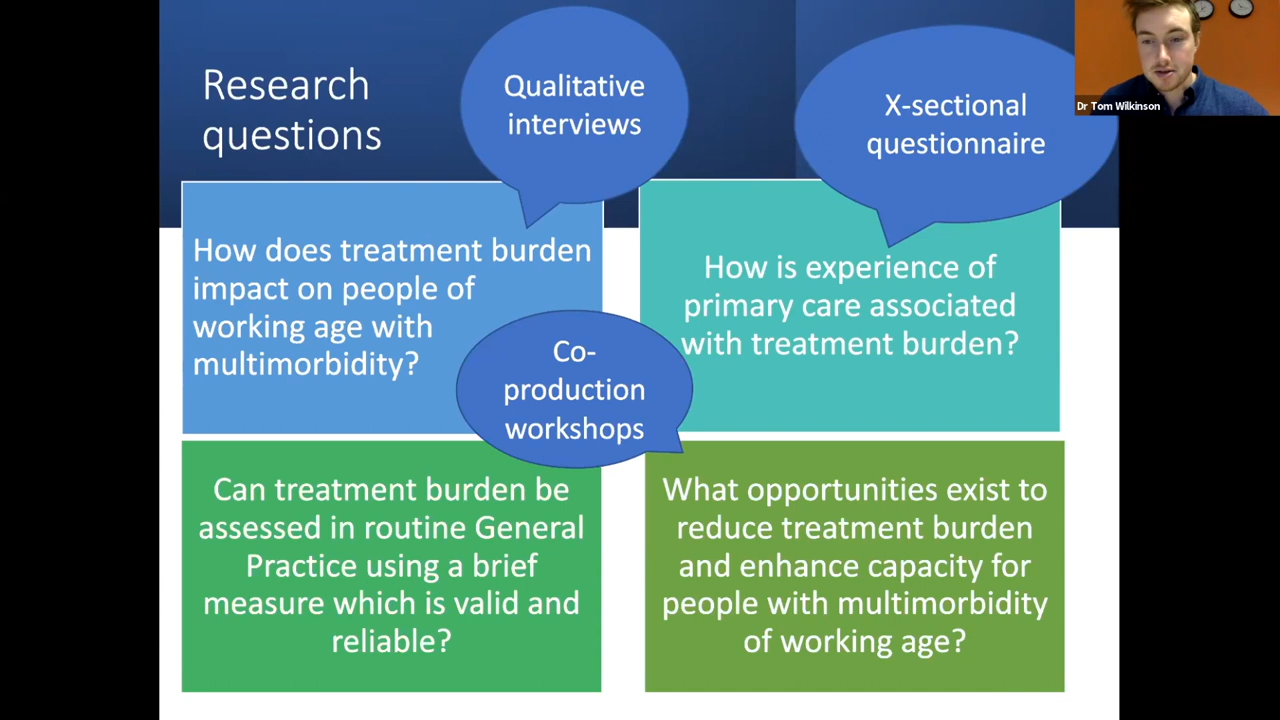 Research
questions
Qualitative
interviews
X-sectional
questionnaire
Dr Tom Wilkinson
How does treatment burden
impact on people of
working age with
multimorbidity?
How is experience of
primary care associated
with treatment burden?
Co-
production
workshops
Can treatment burden be
assessed in routine General
Practice using a brief
measure which is valid and
reliable?
What opportunities exist to
reduce treatment burden
and enhance capacity for
people with multimorbidity
of working age?